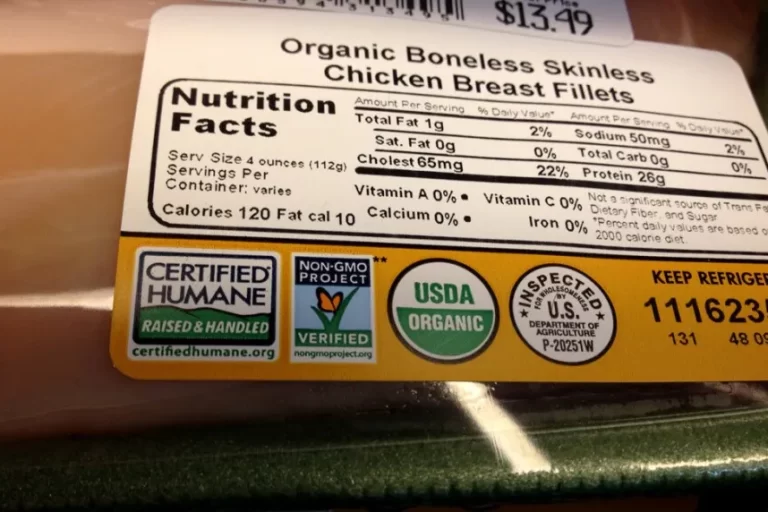 $13.49
Organic Boneless Skinless
Chicken Breast Fillets
Nutrition
Facts
Serv Size 4 ounces (112g)
Servings Per
Container: varies
Calories 120 Fat cal 10
Amount Per Serving % Daily Value* Amount Per Serving % Daily Value*
Total Fat 1g 2% Sodium 50mg 2%
Sat. Fat 0g 0% Total Carb 0g 0%
Cholest 65mg 22% Protein 26g
Vitamin A 0% • Vitamin C 0%
Calcium 0% • Iron 0%
Not a significant source of Trans
Dietary Fiber, and Sugar
*Percent daily values are based
2000 calorie diet.
CERTIFIED
HUMANE
RAISED & HANDLED
certifiedhumane.org
NON-GMO
PROJECT
VERIFIED
nongmoproject.org
**
USDA
ORGANIC
INSPECTED
FOR WHOLESOMENESS
BY
U.S.
DEPARTMENT OF
AGRICULTURE
P-20251W
KEEP
1116235
131 48